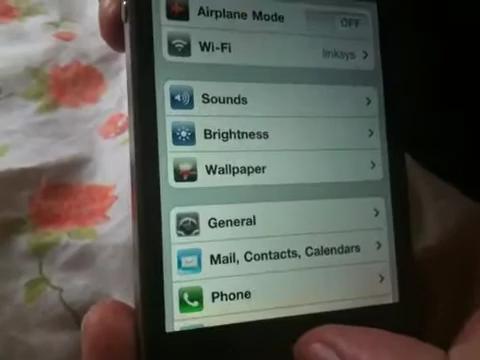 Airplane Mode OFF
Wi-Fi linksys
Sounds
Brightness
Wallpaper
General
Mail, Contacts, Calendars
Phone